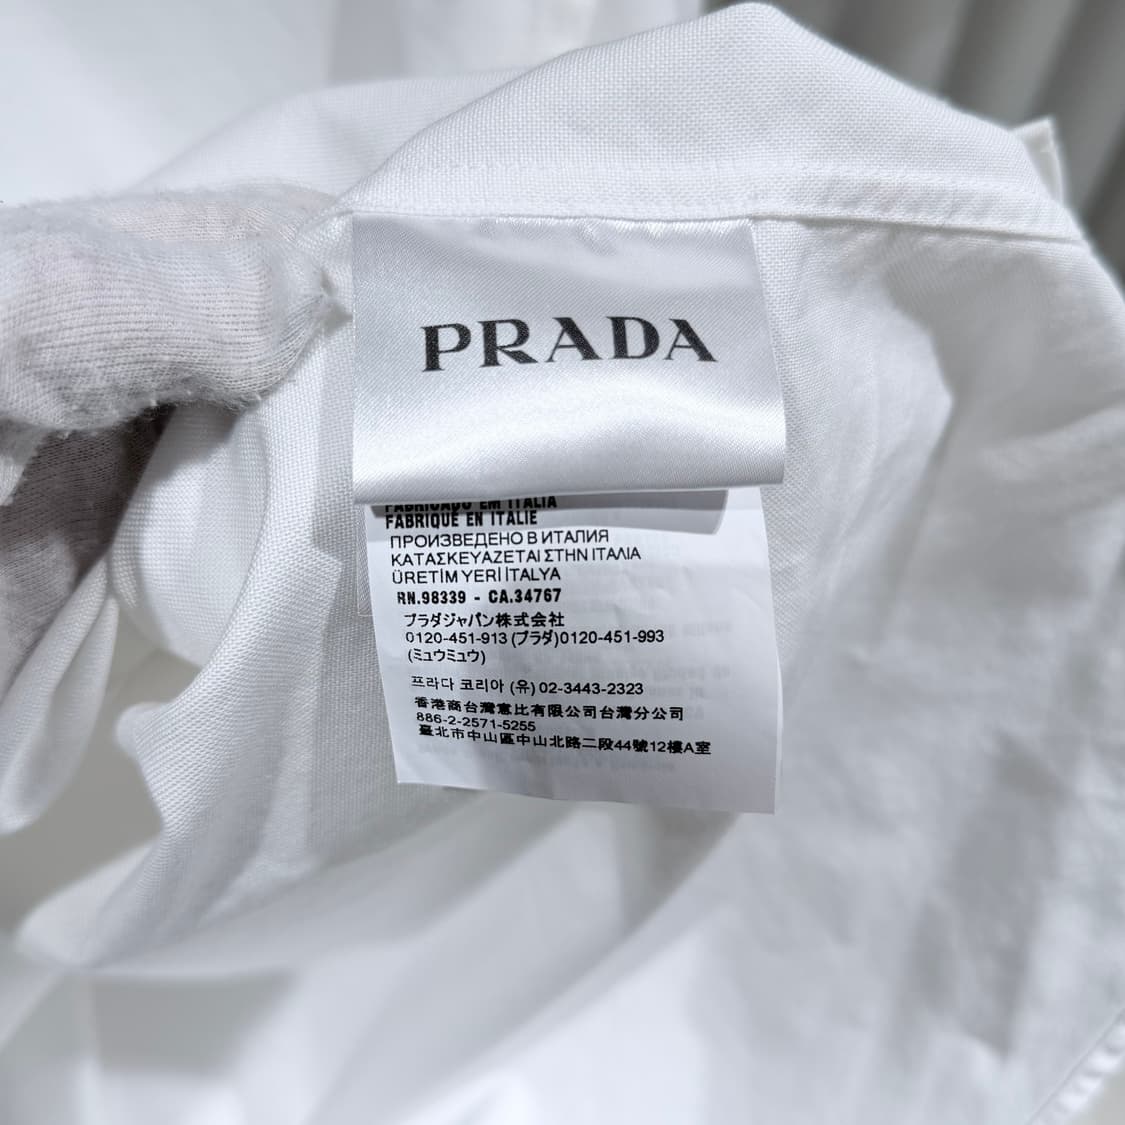 PRADA
FABRICADO EM ITALIA
FABRIQUÉ EN ITALIE
ПРОИЗВЕДЕНО В ИТАЛИЯ
ΚΑΤΑΣΚΕΥΑΖΕΤΑΙ ΣΤΗΝ ΙΤΑΛΙΑ
ÜRETİM YERİ İTALYA
RN.98339 - CA.34767
プラダジャパン株式会社
0120-451-913 (プラダ)0120-451-993
(ミュウミュウ)
프라다 코리아 (유) 02-3443-2323
香港商台灣意比有限公司台灣分公司
886-2-2571-5255
臺北市中山區中山北路二段44號12樓A室